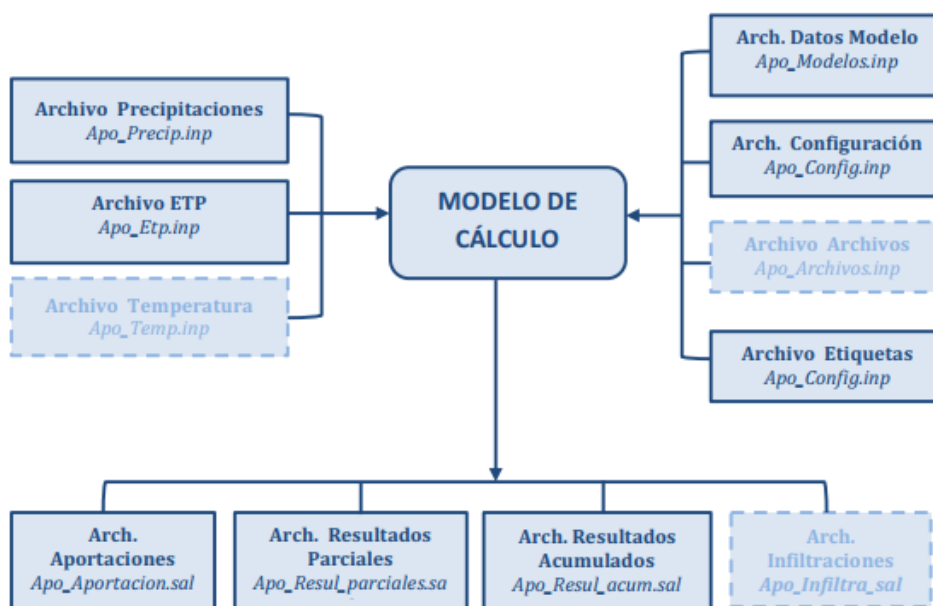 Archivo Precipitaciones
Apo_Precip.inp
Archivo ETP
Apo_Etp.inp
Archivo Temperatura
Apo_Temp.inp
MODELO DE
CÁLCULO
Arch. Datos Modelo
Apo_Modelos.inp
Arch. Configuración
Apo_Config.inp
Archivo Archivos
Apo_Archivos.inp
Archivo Etiquetas
Apo_Config.inp
Arch.
Aportaciones
Apo_Aportacion.sal
Arch. Resultados
Parciales
Apo_Resul_parciales.sa
Arch. Resultados
Acumulados
Apo_Resul_acum.sal
Arch.
Infiltraciones
Apo_Infiltra_sal